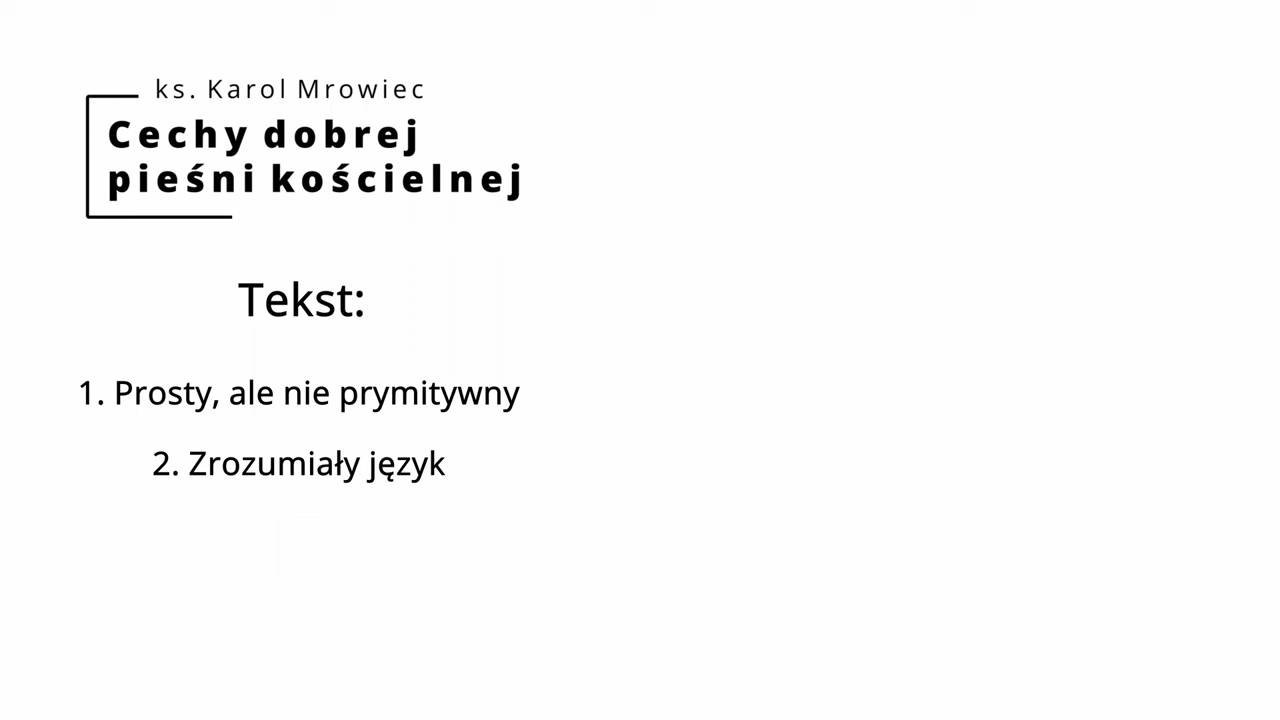 ks. Karol Mrowiec
Cechy dobrej
pieśni kościelnej
Tekst:
1. Prosty, ale nie prymitywny
2. Zrozumiały język